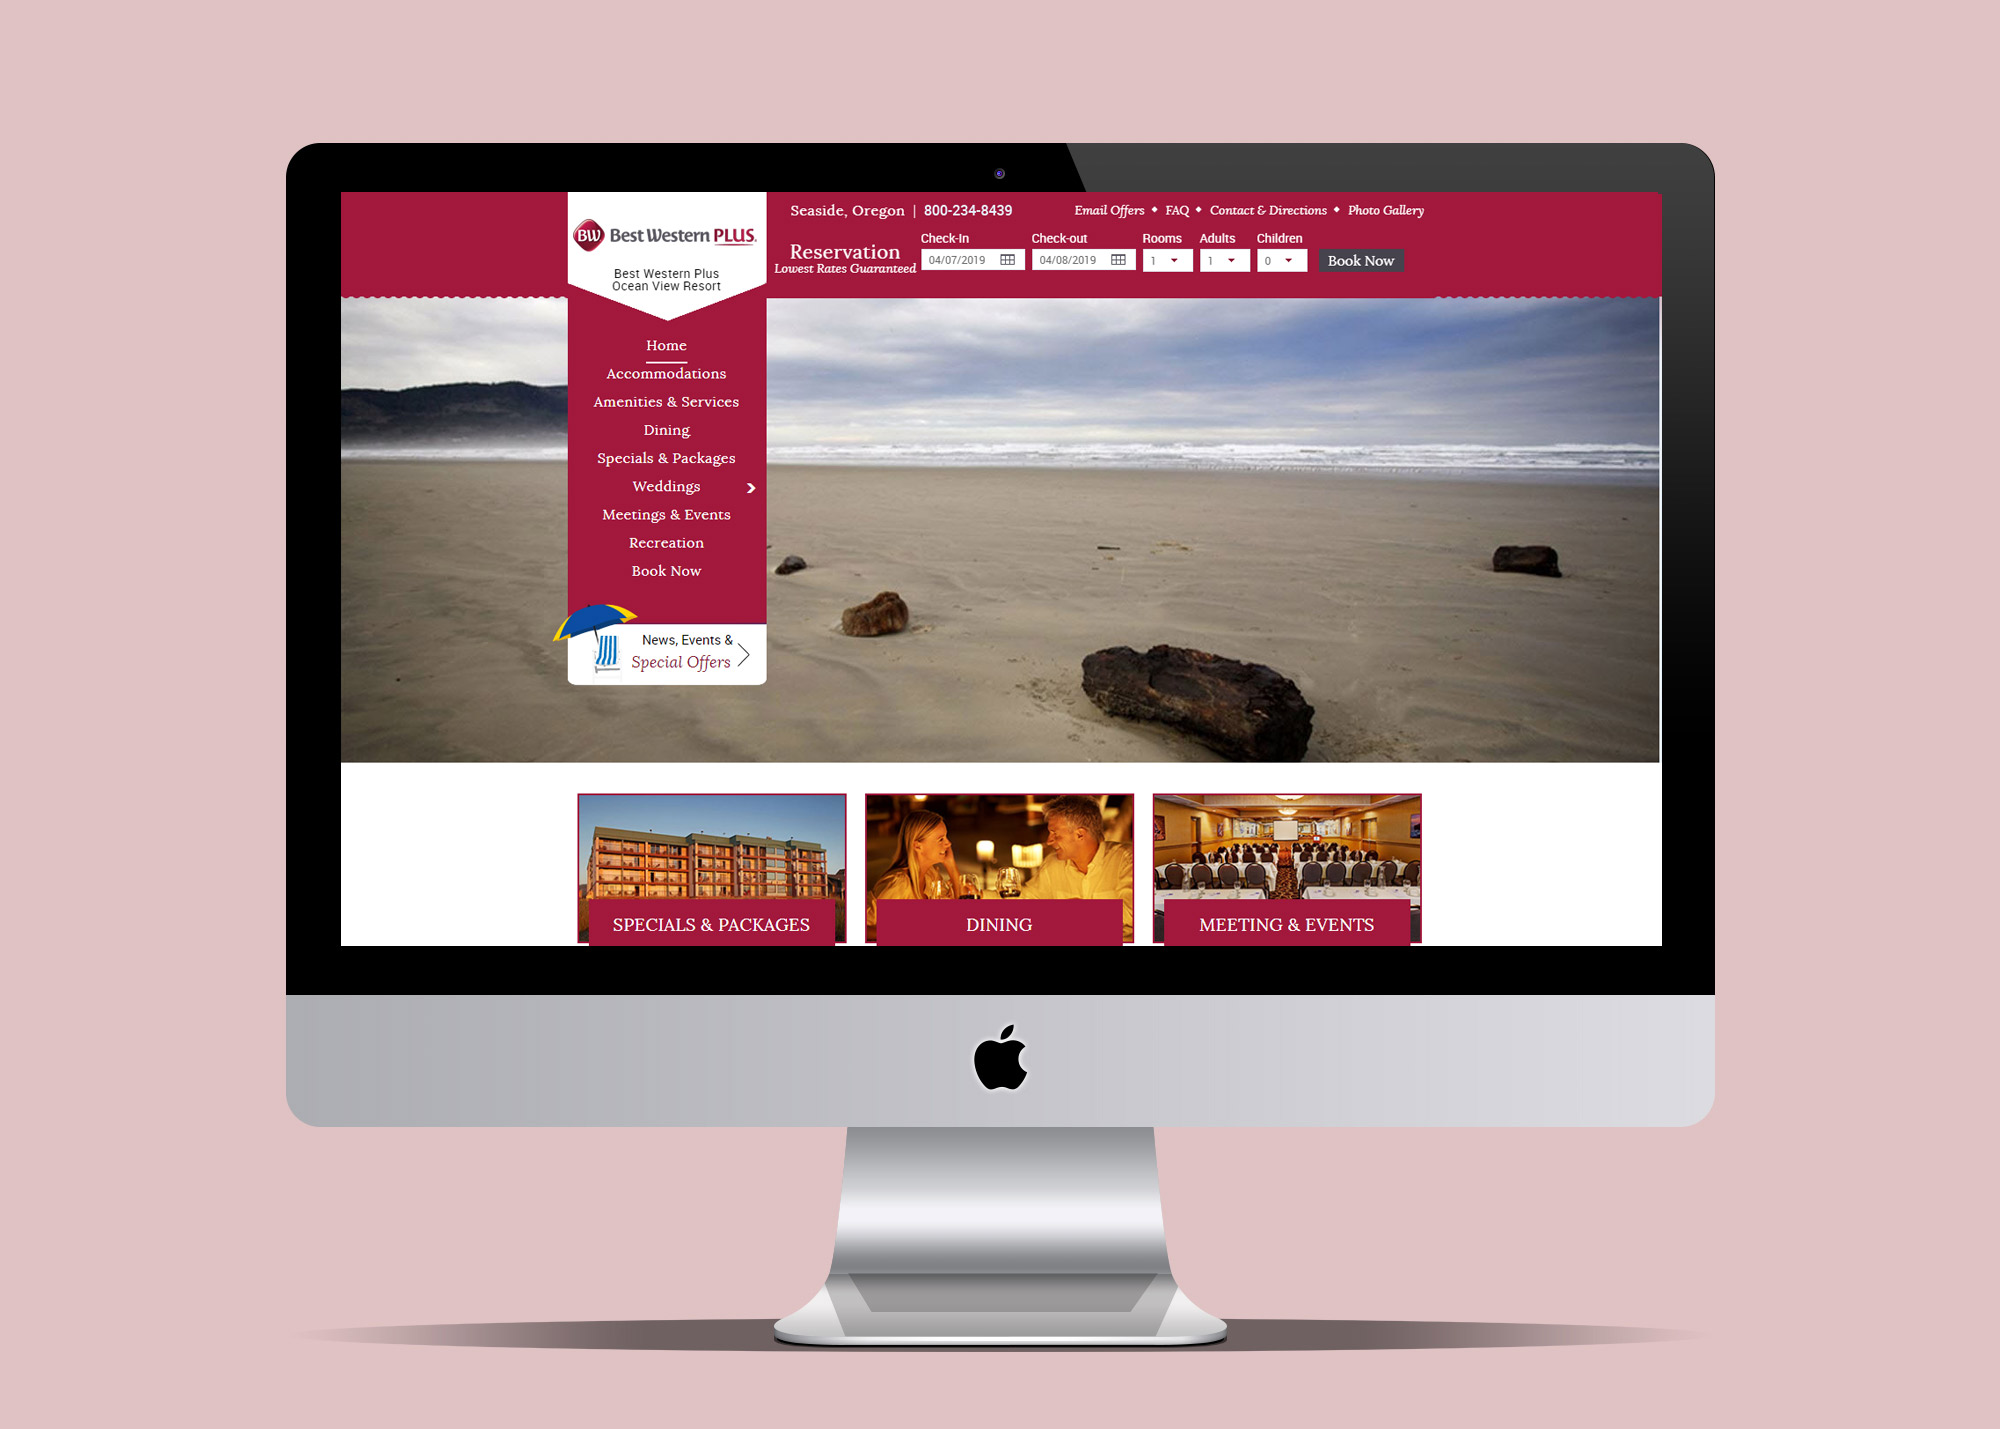 BW Best Western PLUS.
Best Western Plus
Ocean View Resort
Seaside, Oregon | 800-234-8439
Email Offers ◆ FAQ ◆ Contact & Directions ◆ Photo Gallery
Reservation
Lowest Rates Guaranteed
Check-In
04/07/2019
Check-out
04/08/2019
Rooms
1
Adults
1
Children
0
Book Now
Home
Accommodations
Amenities & Services
Dining
Specials & Packages
Weddings
Meetings & Events
Recreation
Book Now
News, Events &
Special Offers
SPECIALS & PACKAGES
DINING
MEETING & EVENTS